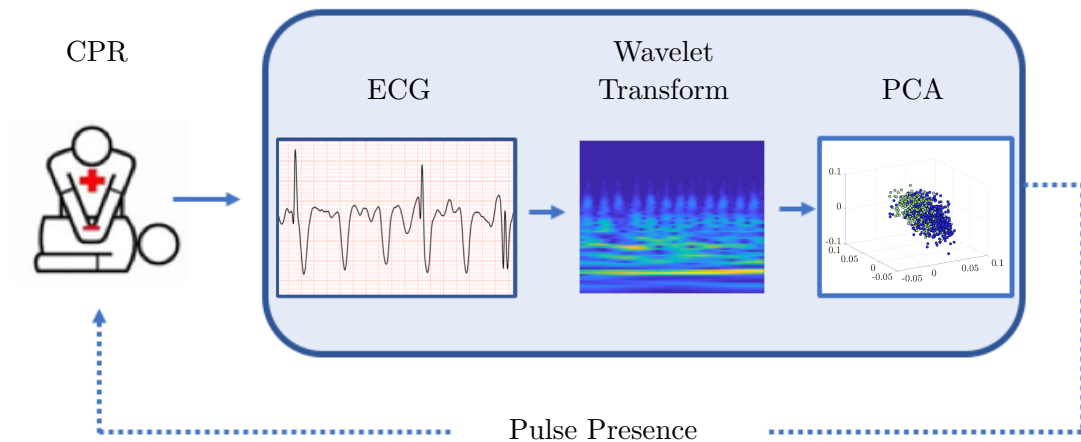 CPR
ECG
Wavelet
Transform
PCA
0.1
0
-0.1
0.1
0.05
0
-0.05
-0.05
0
0.05
0.1
Pulse Presence